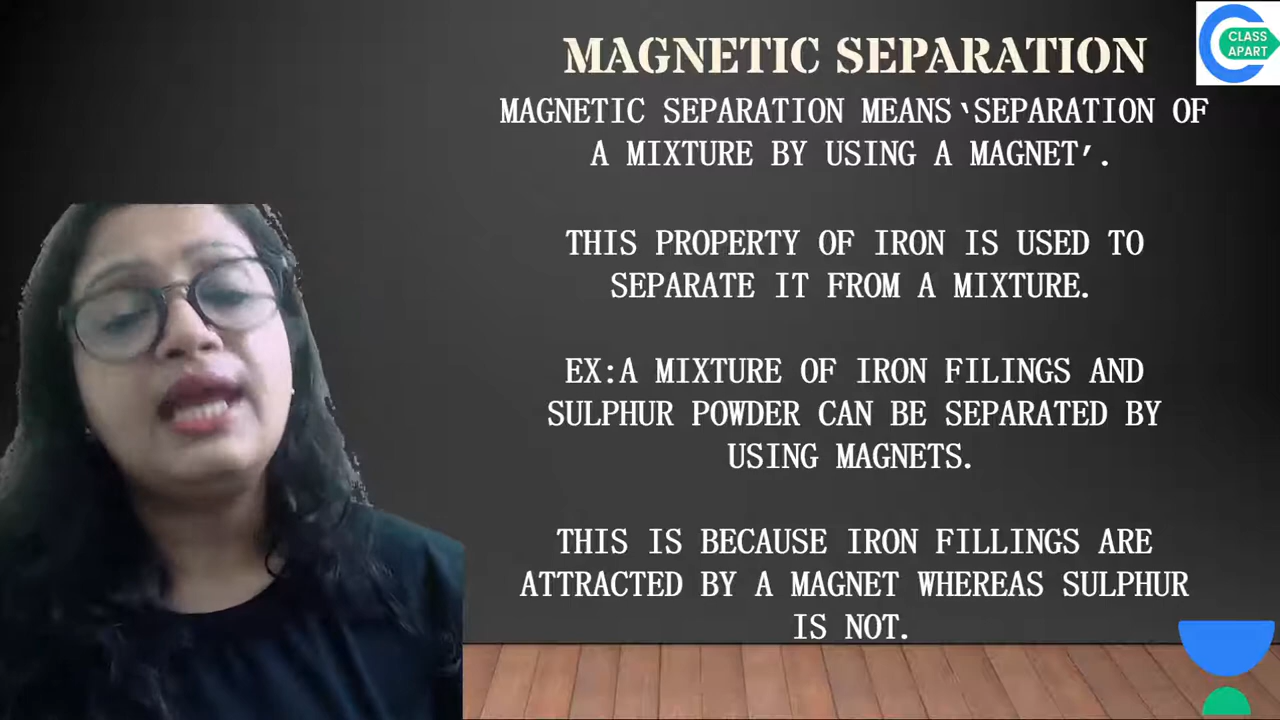 MAGNETIC SEPARATION
CLASS
APART
MAGNETIC SEPARATION MEANS‘SEPARATION OF
A MIXTURE BY USING A MAGNET’.
THIS PROPERTY OF IRON IS USED TO
SEPARATE IT FROM A MIXTURE.
EX:A MIXTURE OF IRON FILINGS AND
SULPHUR POWDER CAN BE SEPARATED BY
USING MAGNETS.
THIS IS BECAUSE IRON FILLINGS ARE
ATTRACTED BY A MAGNET WHEREAS SULPHUR
IS NOT.